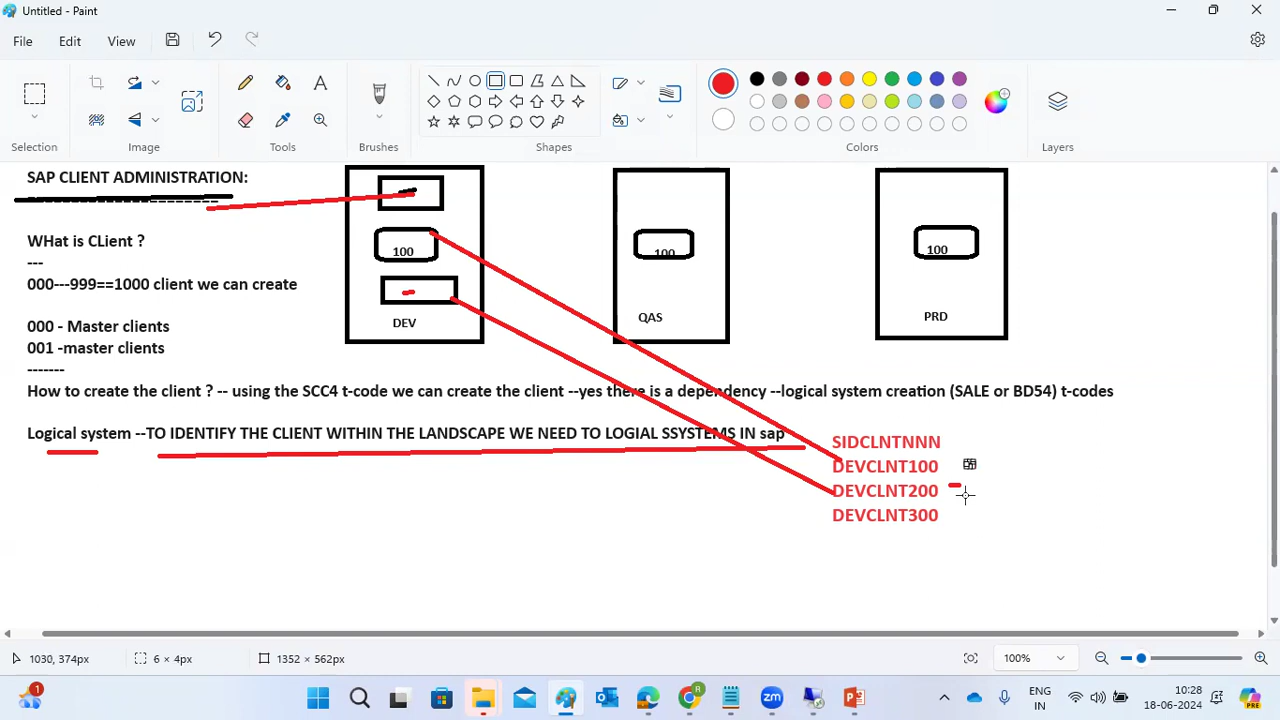 Untitled - Paint
File Edit View
Selection Image Tools Brushes Shapes Colors Layers
SAP CLIENT ADMINISTRATION:
--------------------------
WHat is CLient ?
---
000---999==1000 client we can create
000 - Master clients
001 -master clients
-------
How to create the client ? -- using the SCC4 t-code we can create the client --yes there is a dependency --logical system creation (SALE or BD54) t-codes
Logical system --TO IDENTIFY THE CLIENT WITHIN THE LANDSCAPE WE NEED TO LOGIAL SSYSTEMS IN sap
100
DEV
100
QAS
100
PRD
SIDCLNTNNN
DEVCLNT100
DEVCLNT200
DEVCLNT300
1030, 374px 6 × 4px 1352 × 562px 100%
1 ENG IN 10:28 18-06-2024 PRE